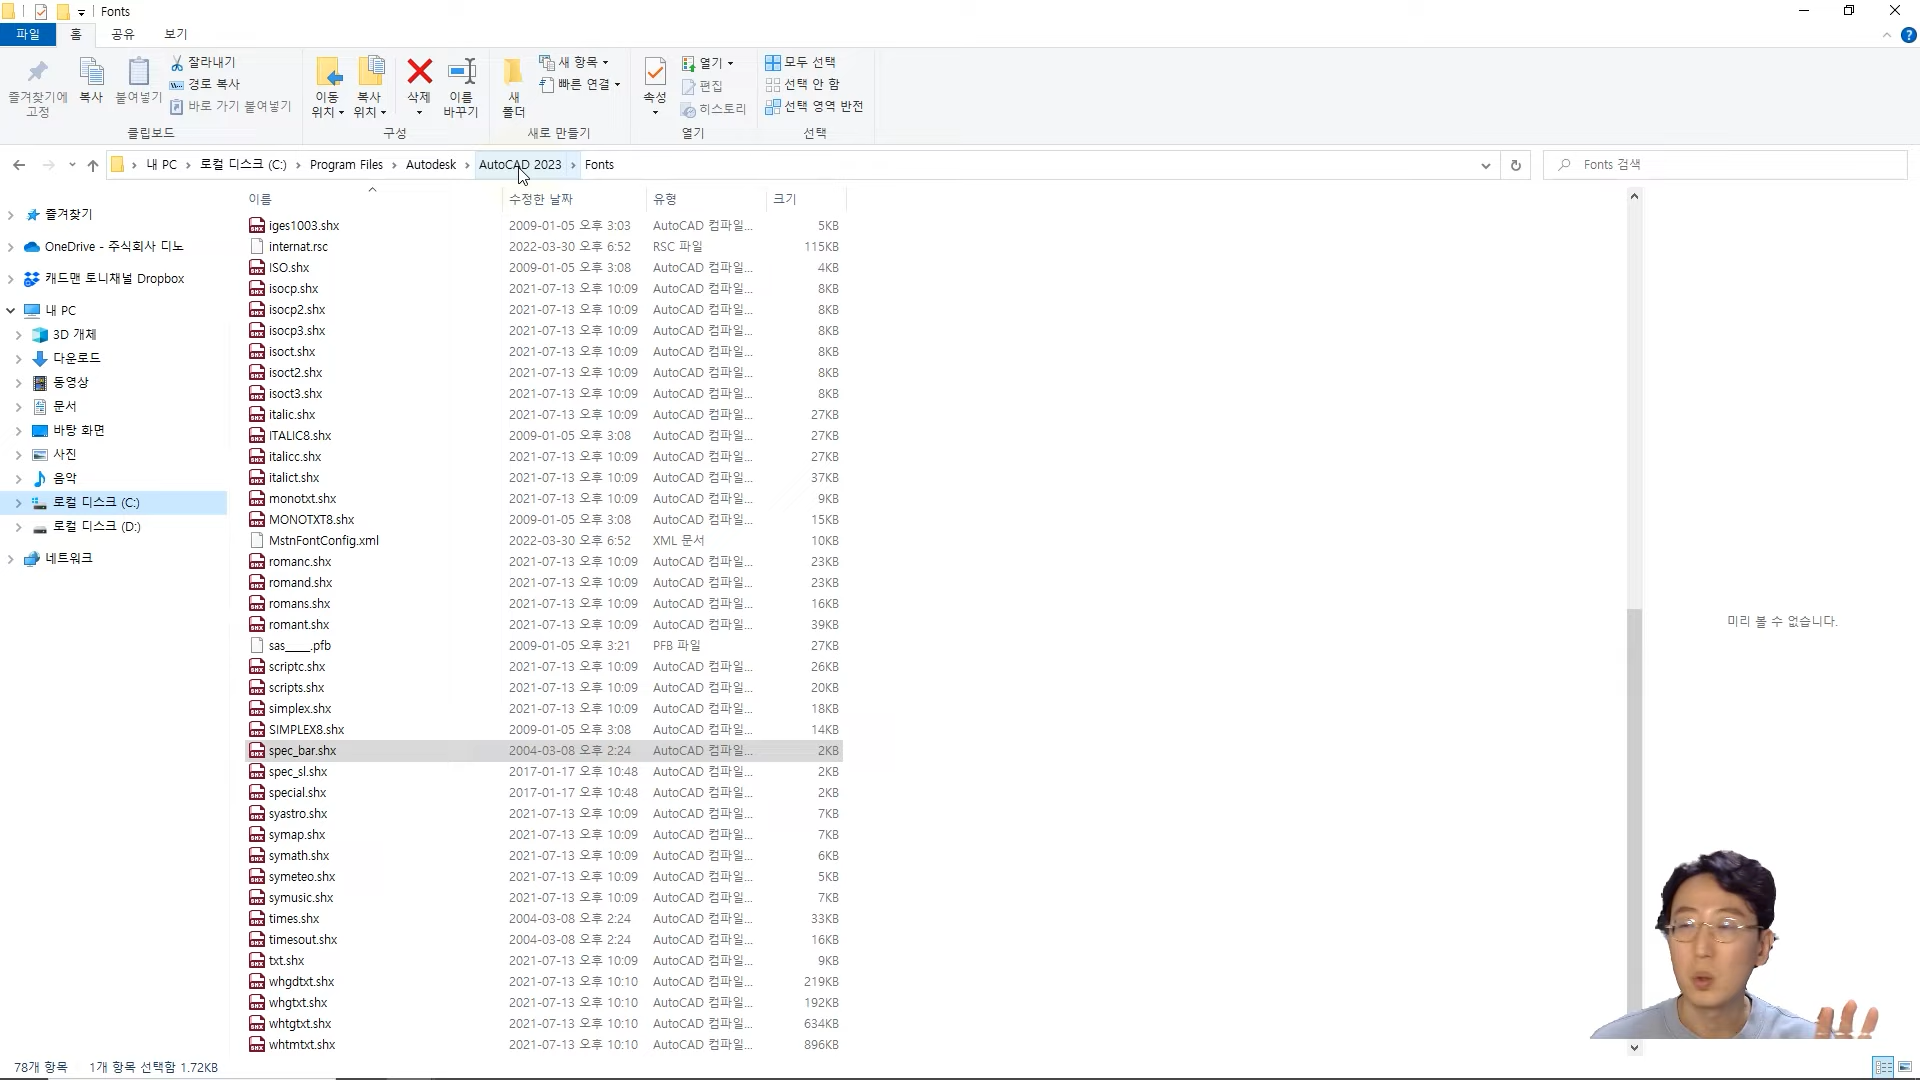 Fonts
파일 홈 공유 보기
즐겨찾기에 고정
복사
붙여넣기
잘라내기
경로 복사
바로 가기 붙여넣기
클립보드
이동 위치
복사 위치
삭제
이름 바꾸기
구성
새 폴더
새 항목
빠른 연결
새로 만들기
속성
열기
편집
히스토리
열기
모두 선택
선택 안 함
선택 영역 반전
선택
내 PC › 로컬 디스크 (C:) › Program Files › Autodesk › AutoCAD 2023 › Fonts
Fonts 검색
즐겨찾기
OneDrive - 주식회사 디노
캐드맨 토니채널 Dropbox
내 PC
3D 개체
다운로드
동영상
문서
바탕 화면
사진
음악
로컬 디스크 (C:)
로컬 디스크 (D:)
네트워크
이름 수정한 날짜 유형 크기
iges1003.shx 2009-01-05 오후 3:03 AutoCAD 컴파일... 5KB
internat.rsc 2022-03-30 오후 6:52 RSC 파일 115KB
ISO.shx 2009-01-05 오후 3:08 AutoCAD 컴파일... 4KB
isocp.shx 2021-07-13 오후 10:09 AutoCAD 컴파일... 8KB
isocp2.shx 2021-07-13 오후 10:09 AutoCAD 컴파일... 8KB
isocp3.shx 2021-07-13 오후 10:09 AutoCAD 컴파일... 8KB
isoct.shx 2021-07-13 오후 10:09 AutoCAD 컴파일... 8KB
isoct2.shx 2021-07-13 오후 10:09 AutoCAD 컴파일... 8KB
isoct3.shx 2021-07-13 오후 10:09 AutoCAD 컴파일... 8KB
italic.shx 2021-07-13 오후 10:09 AutoCAD 컴파일... 27KB
ITALIC8.shx 2009-01-05 오후 3:08 AutoCAD 컴파일... 27KB
italicc.shx 2021-07-13 오후 10:09 AutoCAD 컴파일... 27KB
italict.shx 2021-07-13 오후 10:09 AutoCAD 컴파일... 37KB
monotxt.shx 2021-07-13 오후 10:09 AutoCAD 컴파일... 9KB
MONOTXT8.shx 2009-01-05 오후 3:08 AutoCAD 컴파일... 15KB
MstnFontConfig.xml 2022-03-30 오후 6:52 XML 문서 10KB
romanc.shx 2021-07-13 오후 10:09 AutoCAD 컴파일... 23KB
romand.shx 2021-07-13 오후 10:09 AutoCAD 컴파일... 23KB
romans.shx 2021-07-13 오후 10:09 AutoCAD 컴파일... 16KB
romant.shx 2021-07-13 오후 10:09 AutoCAD 컴파일... 39KB
sas____.pfb 2009-01-05 오후 3:21 PFB 파일 27KB
scriptc.shx 2021-07-13 오후 10:09 AutoCAD 컴파일... 26KB
scripts.shx 2021-07-13 오후 10:09 AutoCAD 컴파일... 20KB
simplex.shx 2021-07-13 오후 10:09 AutoCAD 컴파일... 18KB
SIMPLEX8.shx 2009-01-05 오후 3:08 AutoCAD 컴파일... 14KB
spec_bar.shx 2004-03-08 오후 2:24 AutoCAD 컴파일... 2KB
spec_sl.shx 2017-01-17 오후 10:48 AutoCAD 컴파일... 2KB
special.shx 2017-01-17 오후 10:48 AutoCAD 컴파일... 2KB
syastro.shx 2021-07-13 오후 10:09 AutoCAD 컴파일... 7KB
symap.shx 2021-07-13 오후 10:09 AutoCAD 컴파일... 7KB
symath.shx 2021-07-13 오후 10:09 AutoCAD 컴파일... 6KB
symeteo.shx 2021-07-13 오후 10:09 AutoCAD 컴파일... 5KB
symusic.shx 2021-07-13 오후 10:09 AutoCAD 컴파일... 7KB
times.shx 2004-03-08 오후 2:24 AutoCAD 컴파일... 33KB
timesout.shx 2004-03-08 오후 2:24 AutoCAD 컴파일... 16KB
txt.shx 2021-07-13 오후 10:09 AutoCAD 컴파일... 9KB
whgdtxt.shx 2021-07-13 오후 10:10 AutoCAD 컴파일... 219KB
whgtxt.shx 2021-07-13 오후 10:10 AutoCAD 컴파일... 192KB
whtgtxt.shx 2021-07-13 오후 10:10 AutoCAD 컴파일... 634KB
whtmtxt.shx 2021-07-13 오후 10:10 AutoCAD 컴파일... 896KB
미리 볼 수 없습니다.
78개 항목 1개 항목 선택함 1.72KB